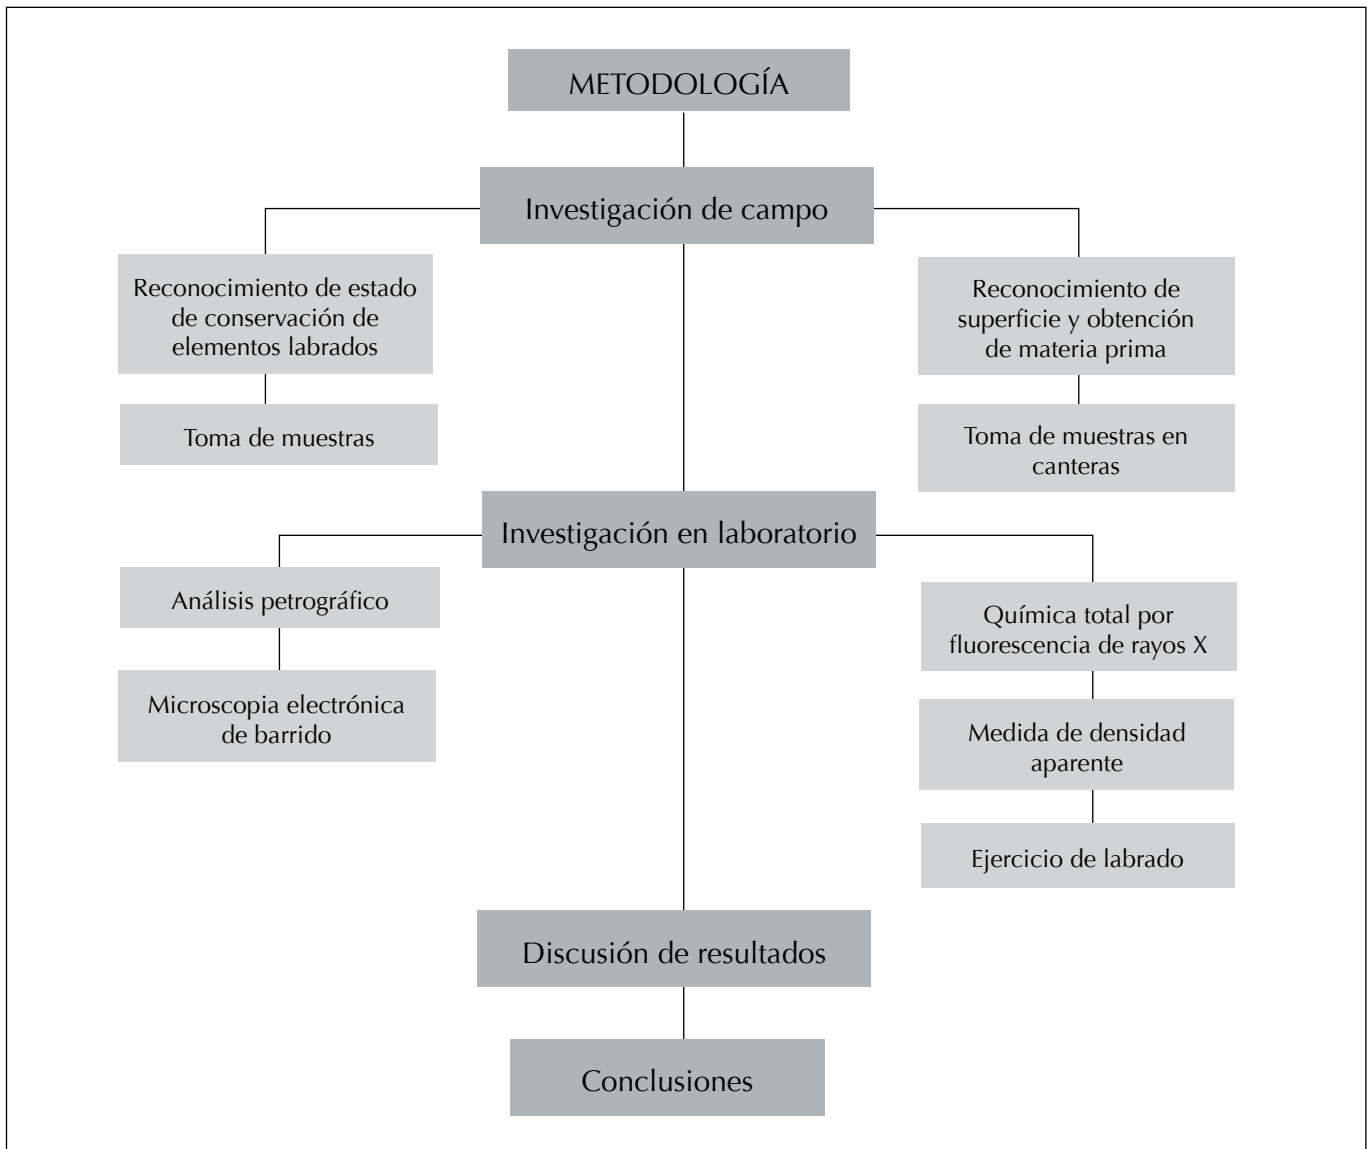 METODOLOGÍA
Investigación de campo
Reconocimiento de estado
de conservación de
elementos labrados
Toma de muestras
Reconocimiento de
superficie y obtención
de materia prima
Toma de muestras en
canteras
Investigación en laboratorio
Análisis petrográfico
Microscopia electrónica
de barrido
Química total por
fluorescencia de rayos X
Medida de densidad
aparente
Ejercicio de labrado
Discusión de resultados
Conclusiones